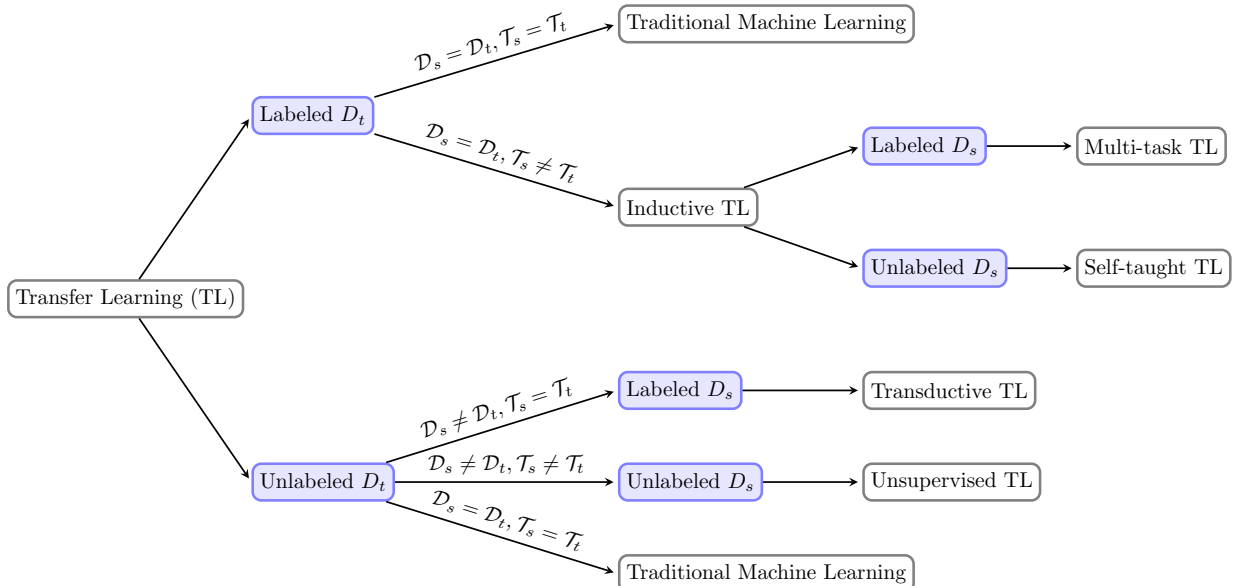 𝒟ₛ = 𝒟ₜ, 𝒯ₛ = 𝒯ₜ
Traditional Machine Learning
Labeled Dₜ
𝒟ₛ = 𝒟ₜ, 𝒯ₛ ≠ 𝒯ₜ
Labeled Dₛ
Multi-task TL
Inductive TL
Unlabeled Dₛ
Self-taught TL
Transfer Learning (TL)
𝒟ₛ ≠ 𝒟ₜ, 𝒯ₛ = 𝒯ₜ
Labeled Dₛ
Transductive TL
Unlabeled Dₜ
𝒟ₛ ≠ 𝒟ₜ, 𝒯ₛ ≠ 𝒯ₜ
Unlabeled Dₛ
Unsupervised TL
𝒟ₛ = 𝒟ₜ, 𝒯ₛ = 𝒯ₜ
Traditional Machine Learning